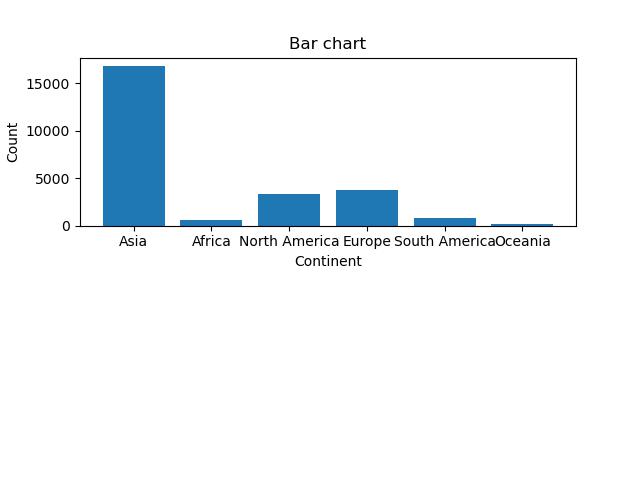 Bar chart
Count
15000
10000
5000
0
Asia Africa North America Europe South America Oceania
Continent